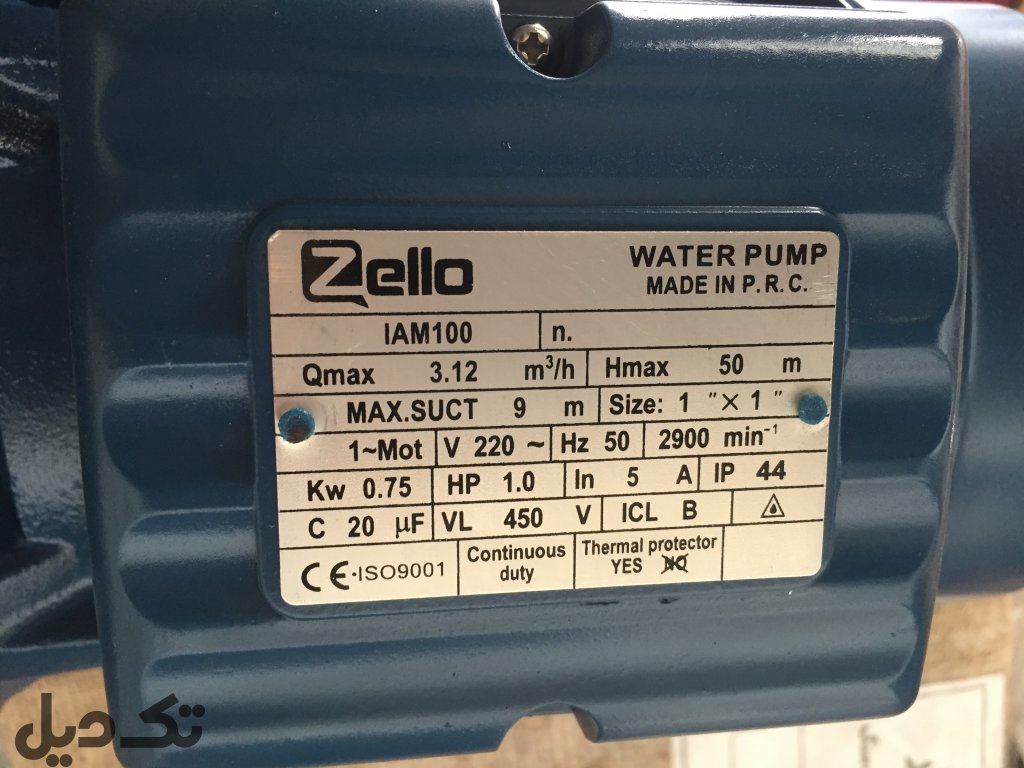 Zello
WATER PUMP
MADE IN P.R.C.
IAM100 n.
Qmax 3.12 m³/h Hmax 50 m
MAX.SUCT 9 m Size: 1 "×1 "
1~Mot V 220 ~ Hz 50 2900 min⁻¹
Kw 0.75 HP 1.0 In 5 A IP 44
C 20 µF VL 450 V ICL B
CE·ISO9001 Continuous duty Thermal protector YES NO
تک دیل